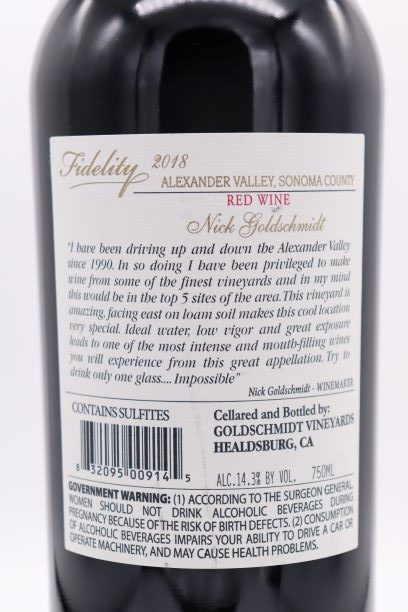 Fidelity 2018
ALEXANDER VALLEY, SONOMA COUNTY
RED WINE
Nick Goldschmidt
"I have been driving up and down the Alexander Valley
since 1990. In so doing I have been privileged to make
wine from some of the finest vineyards and in my mind
this would be in the top 5 sites of the area. This vineyard is
amazing, facing east on loam soil makes this cool location
very special. Ideal water, low vigor and great exposure
leads to one of the most intense and mouth-filling wines
you will experience from this great appellation. Try to
drink only one glass.... Impossible"
Nick Goldschmidt - WINEMAKER
CONTAINS SULFITES
8 32095 00914 5
Cellared and Bottled by:
GOLDSCHMIDT VINEYARDS
HEALDSBURG, CA
ALC.14.3% BY VOL. 750ML
GOVERNMENT WARNING: (1) ACCORDING TO THE SURGEON GENERAL,
WOMEN SHOULD NOT DRINK ALCOHOLIC BEVERAGES DURING
PREGNANCY BECAUSE OF THE RISK OF BIRTH DEFECTS. (2) CONSUMPTION
OF ALCOHOLIC BEVERAGES IMPAIRS YOUR ABILITY TO DRIVE A CAR OR
OPERATE MACHINERY, AND MAY CAUSE HEALTH PROBLEMS.